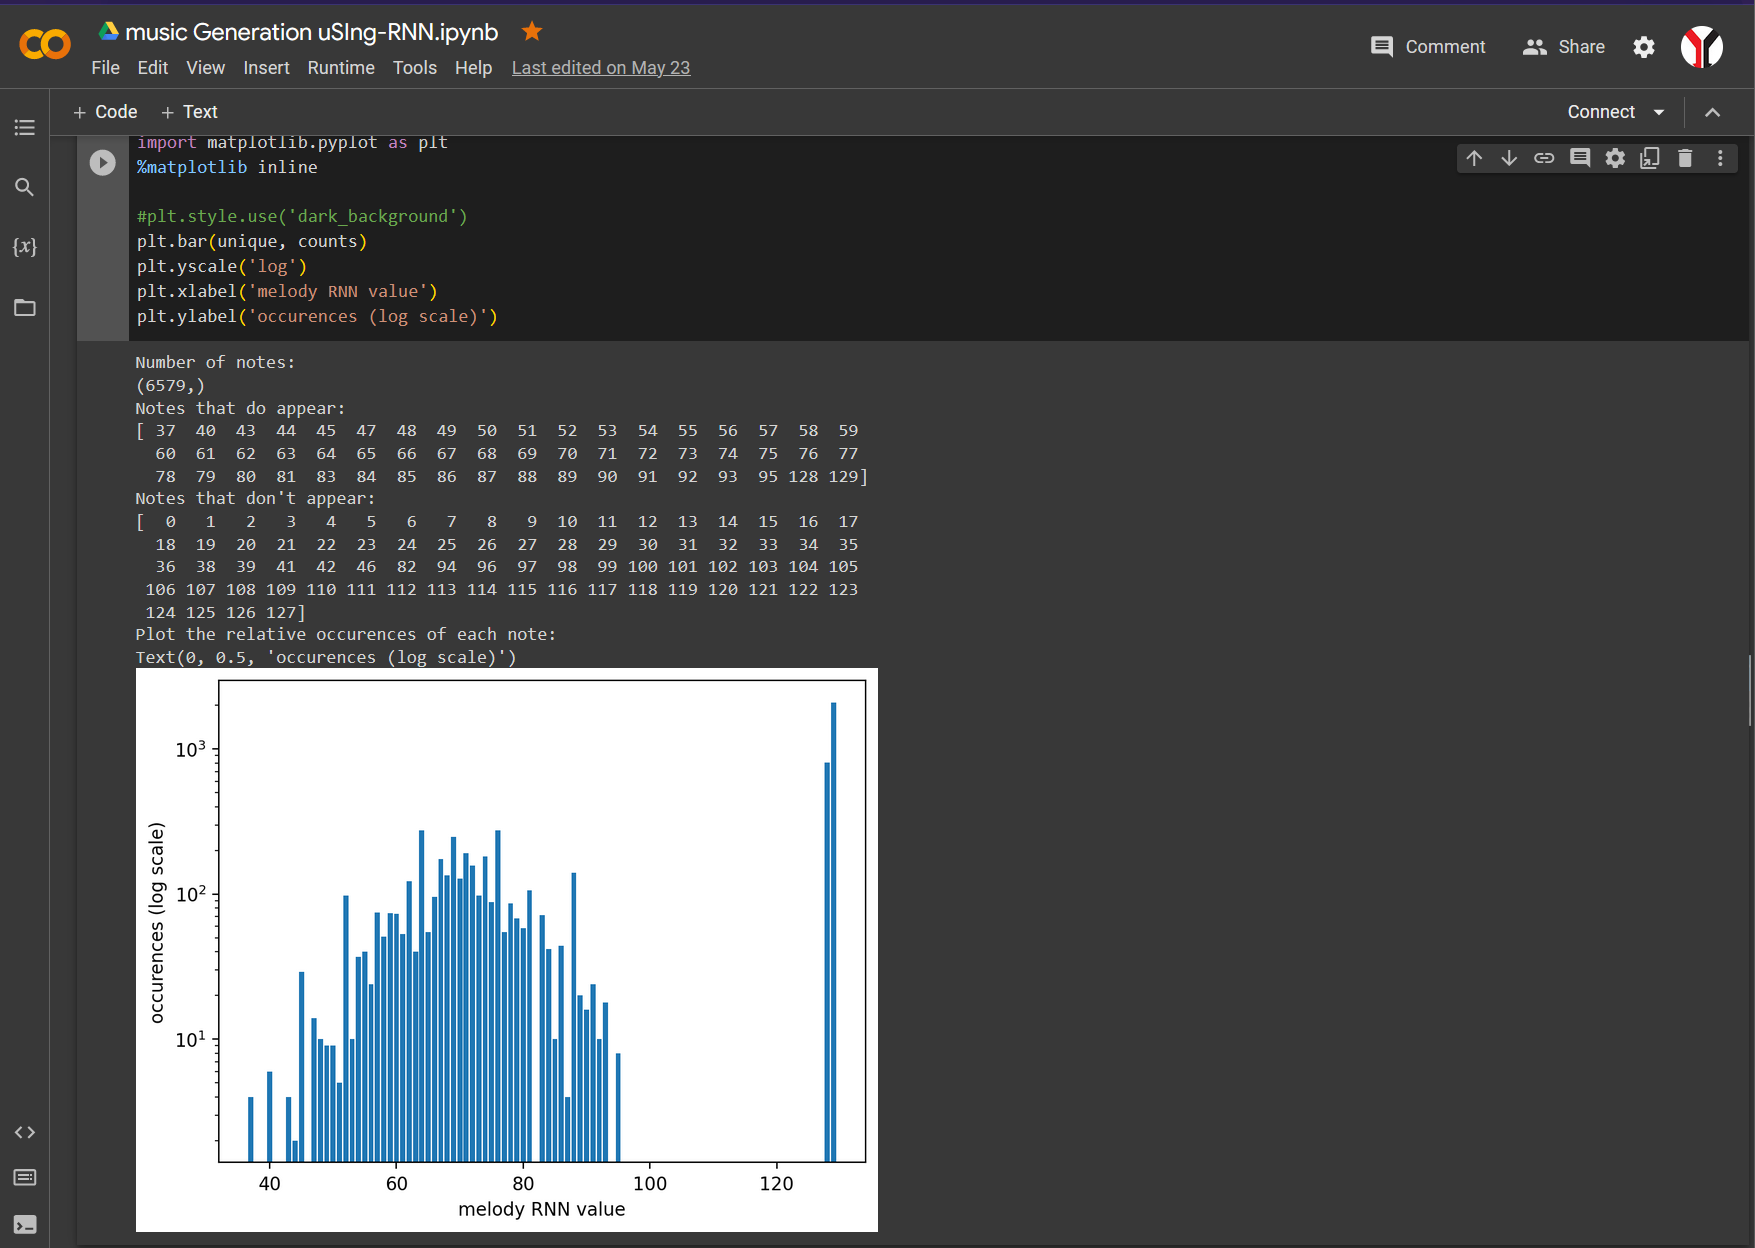 music Generation uSIng-RNN.ipynb
Comment
Share
File Edit View Insert Runtime Tools Help Last edited on May 23
+ Code + Text
Connect
import matplotlib.pyplot as plt
%matplotlib inline
#plt.style.use('dark_background')
plt.bar(unique, counts)
plt.yscale('log')
plt.xlabel('melody RNN value')
plt.ylabel('occurences (log scale)')
Number of notes:
(6579,)
Notes that do appear:
[ 37 40 43 44 45 47 48 49 50 51 52 53 54 55 56 57 58 59
60 61 62 63 64 65 66 67 68 69 70 71 72 73 74 75 76 77
78 79 80 81 83 84 85 86 87 88 89 90 91 92 93 95 128 129]
Notes that don't appear:
[ 0 1 2 3 4 5 6 7 8 9 10 11 12 13 14 15 16 17
18 19 20 21 22 23 24 25 26 27 28 29 30 31 32 33 34 35
36 38 39 41 42 46 82 94 96 97 98 99 100 101 102 103 104 105
106 107 108 109 110 111 112 113 114 115 116 117 118 119 120 121 122 123
124 125 126 127]
Plot the relative occurences of each note:
Text(0, 0.5, 'occurences (log scale)')
10³
10²
10¹
occurences (log scale)
40 60 80 100 120
melody RNN value